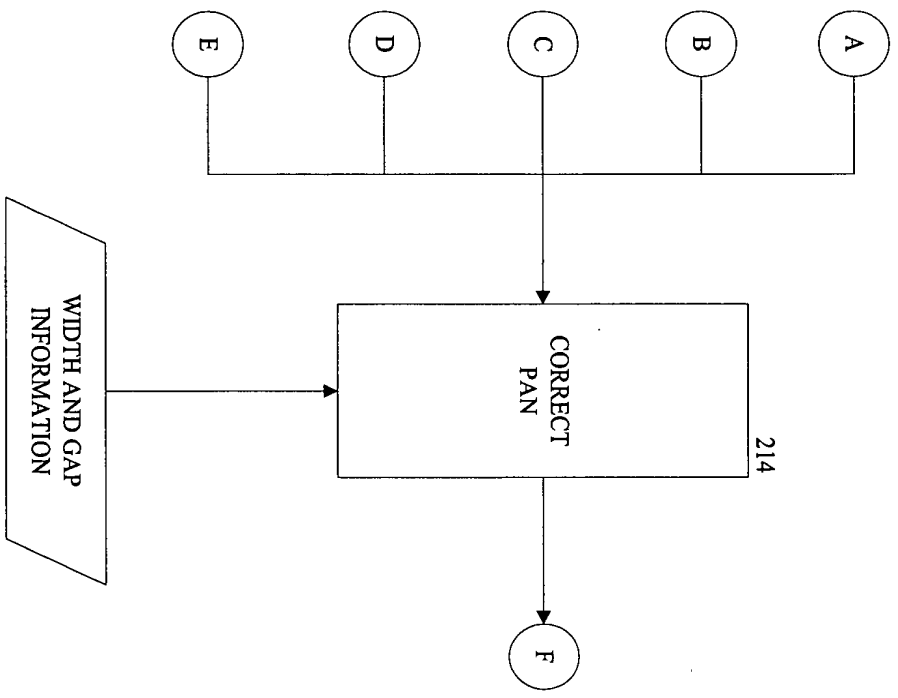 A
B
C
D
E
214
CORRECT
PAN
WIDTH AND GAP
INFORMATION
F